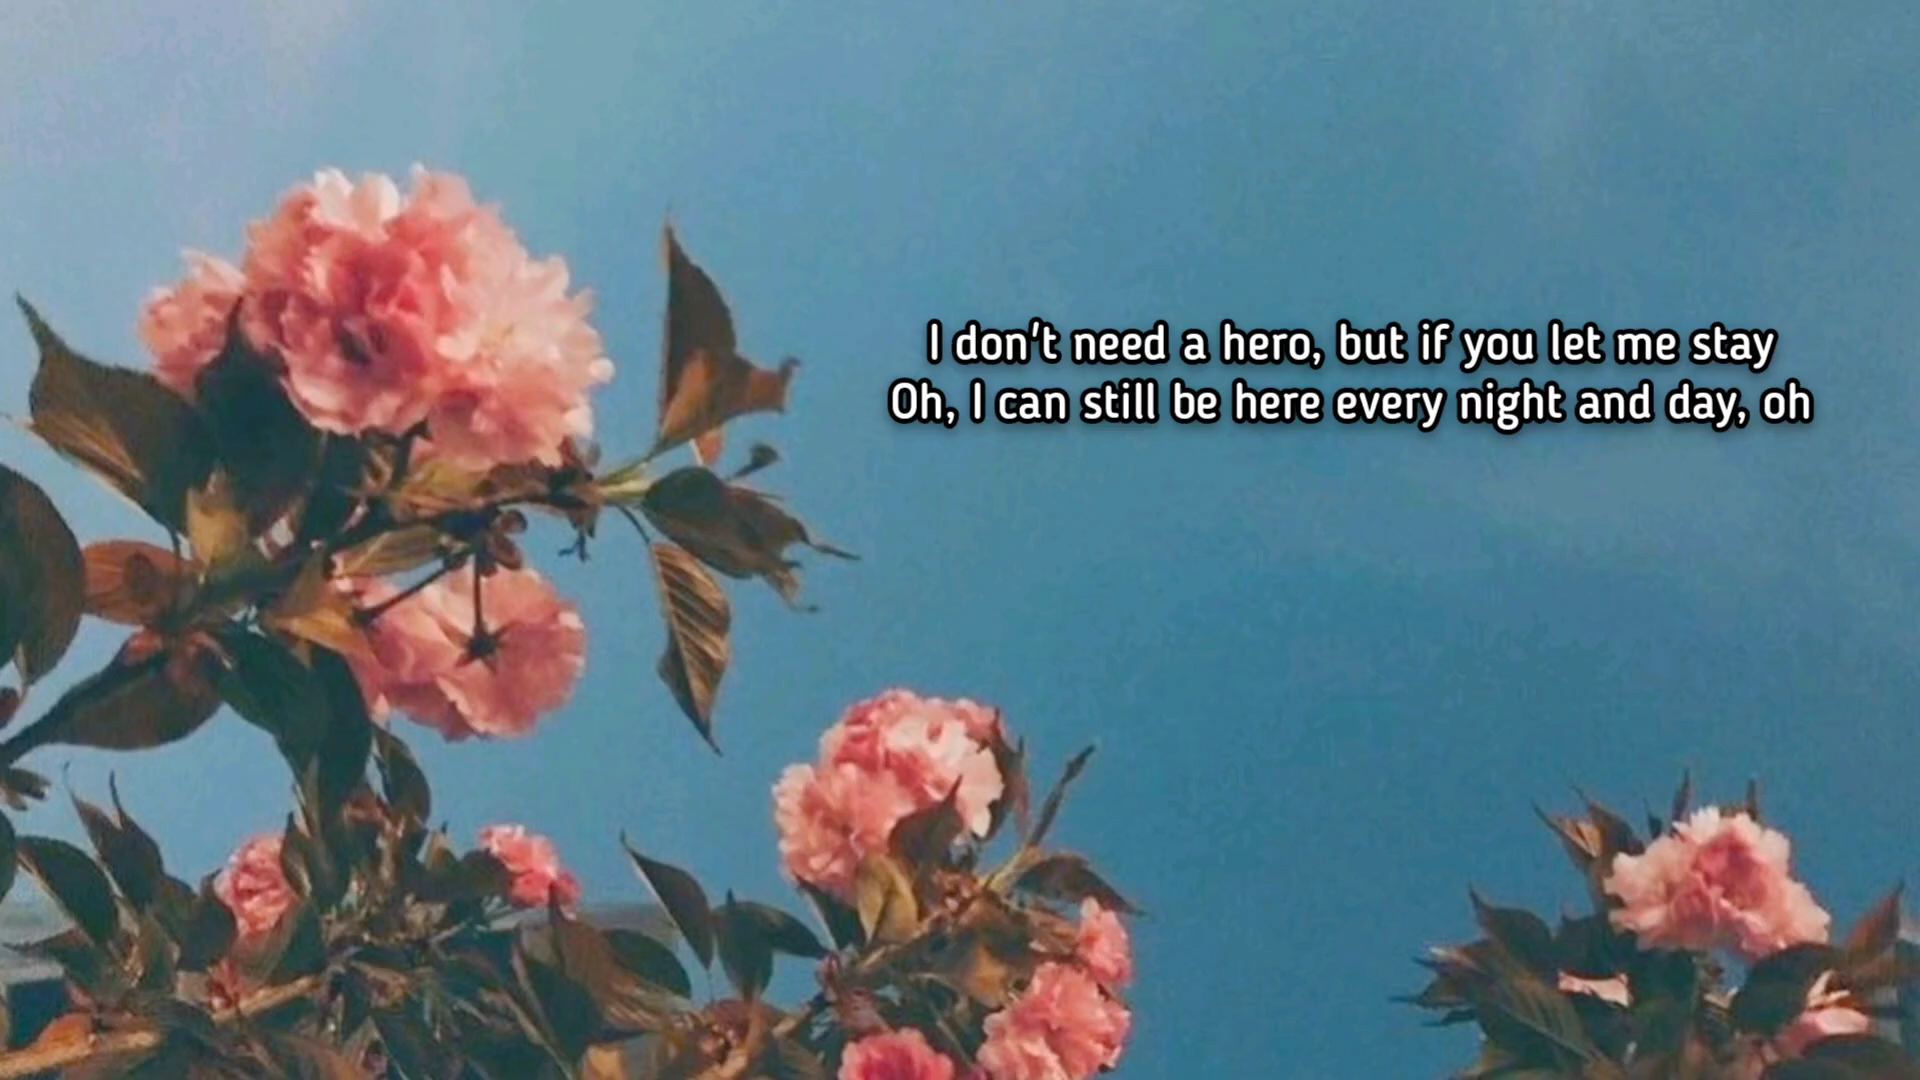 I don't need a hero, but if you let me stay
Oh, I can still be here every night and day, oh